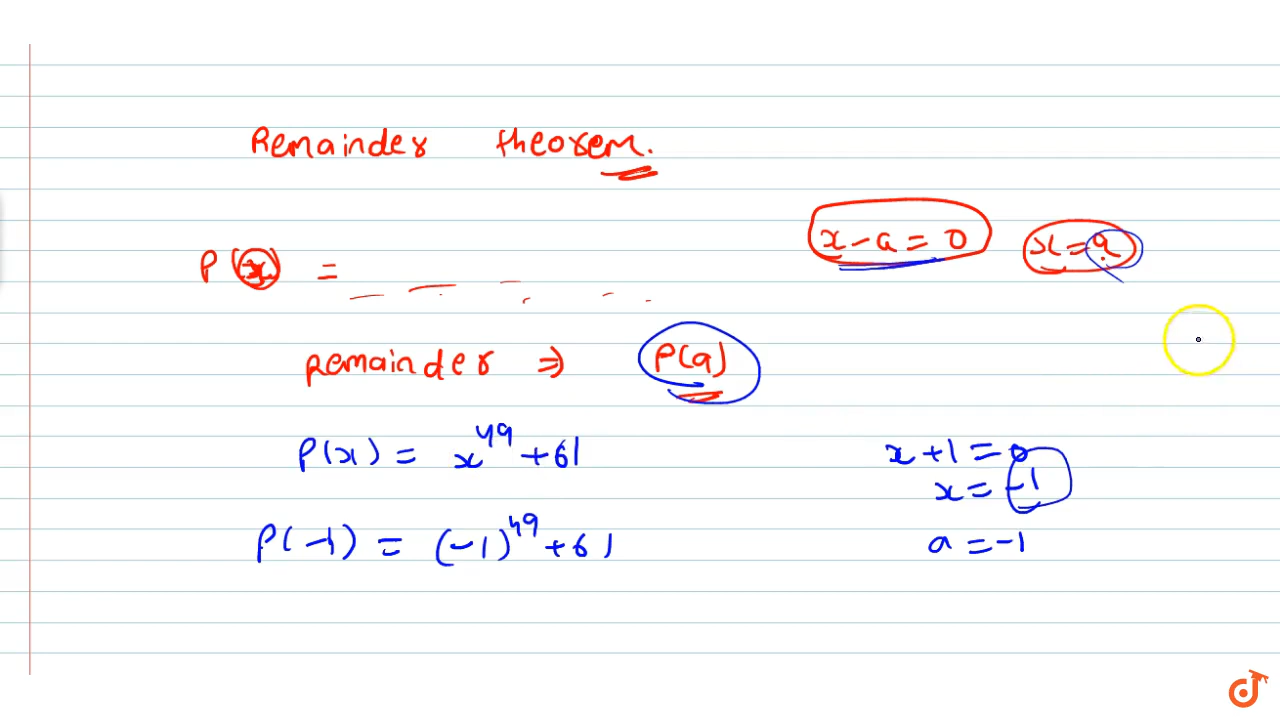 Remainder theorem.
x-a=0 x=a
P(x) =
remainder ⇒ P(a)
P(x) = x^49 + 61
x+1=0
x=-1
P(-1) = (-1)^49 + 61
a=-1